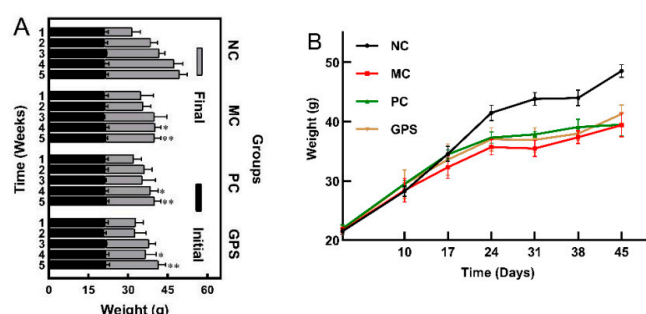 A
Time (Weeks)
1
2
3
4
5
1
2
3
4 *
5 **
1
2
3
4 *
5 **
1
2
3
4 *
5 **
NC
MC
PC
GPS
Groups
Final
Initial
0 15 30 45 60
Weight (g)
B
NC
MC
PC
GPS
Weight (g)
50
40
30
20
10 17 24 31 38 45
Time (Days)